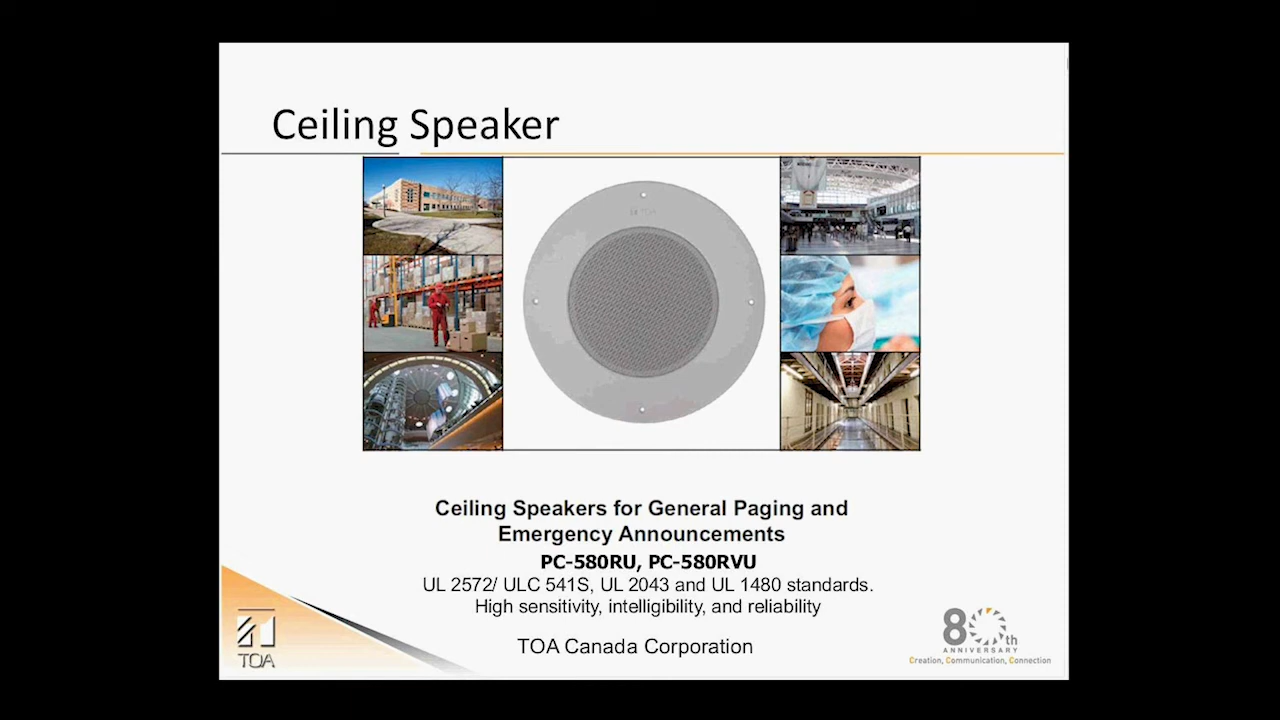 Ceiling Speaker
TOA
Ceiling Speakers for General Paging and
Emergency Announcements
PC-580RU, PC-580RVU
UL 2572/ ULC 541S, UL 2043 and UL 1480 standards.
High sensitivity, intelligibility, and reliability
TOA Canada Corporation
TOA
80th
ANNIVERSARY
Creation, Communication, Connection